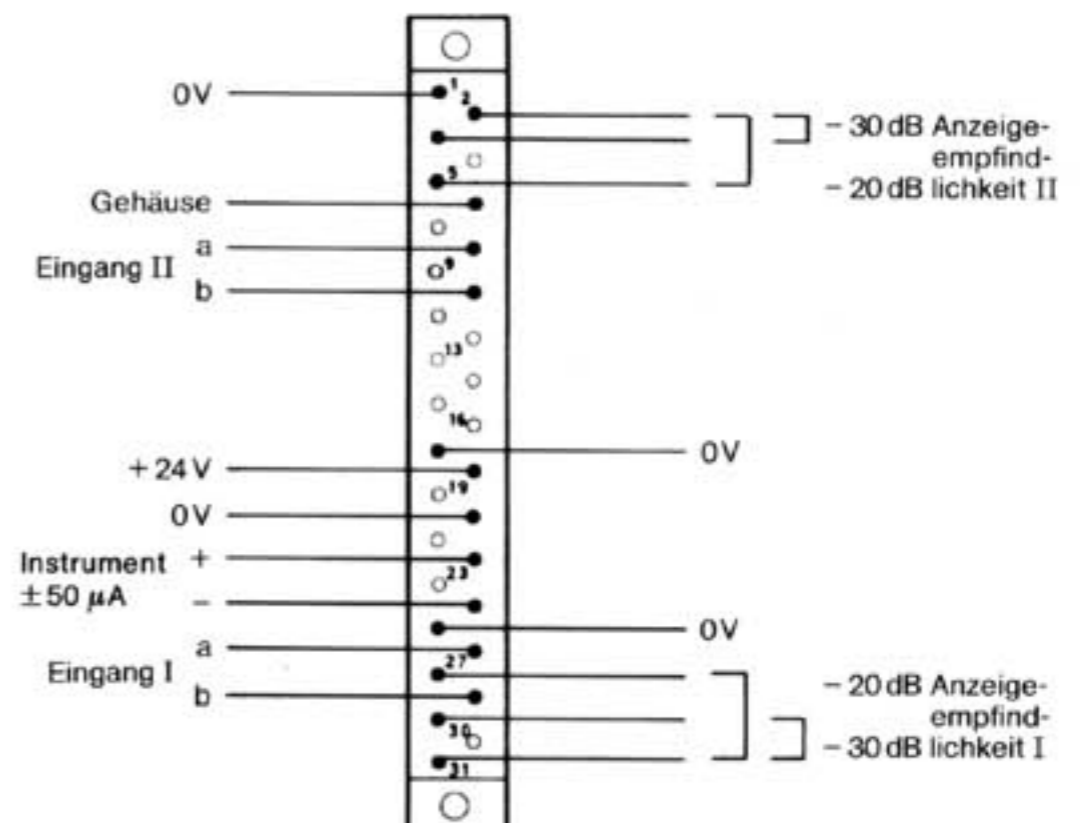 0V
1
2
– 30 dB Anzeige-
empfind-
– 20 dB lichkeit II
5
Gehäuse
a
Eingang II
9
b
13
16
0V
+ 24 V
19
0V
Instrument +
± 50 µA –
23
0V
a
Eingang I
27
b
– 20 dB Anzeige-
empfind-
– 30 dB lichkeit I
30
31